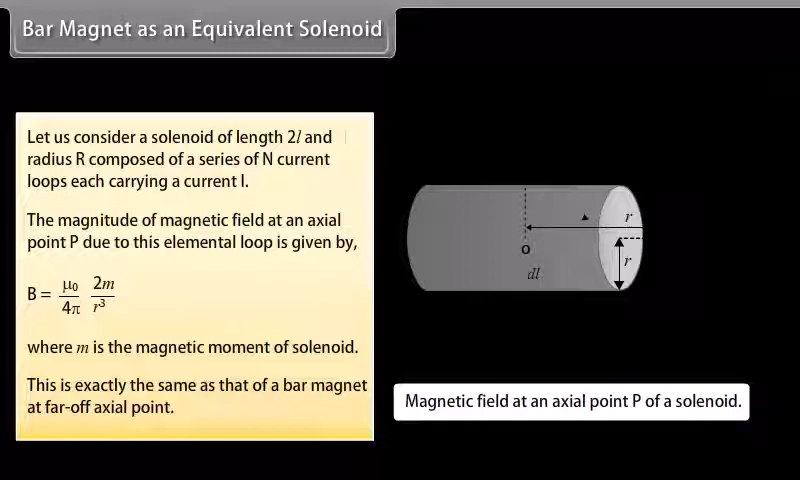 Bar Magnet as an Equivalent Solenoid
Let us consider a solenoid of length 2l and
radius R composed of a series of N current
loops each carrying a current I.
The magnitude of magnetic field at an axial
point P due to this elemental loop is given by,
B = μ₀/4π 2m/r³
where m is the magnetic moment of solenoid.
This is exactly the same as that of a bar magnet
at far-off axial point.
r
O
r
dl
Magnetic field at an axial point P of a solenoid.